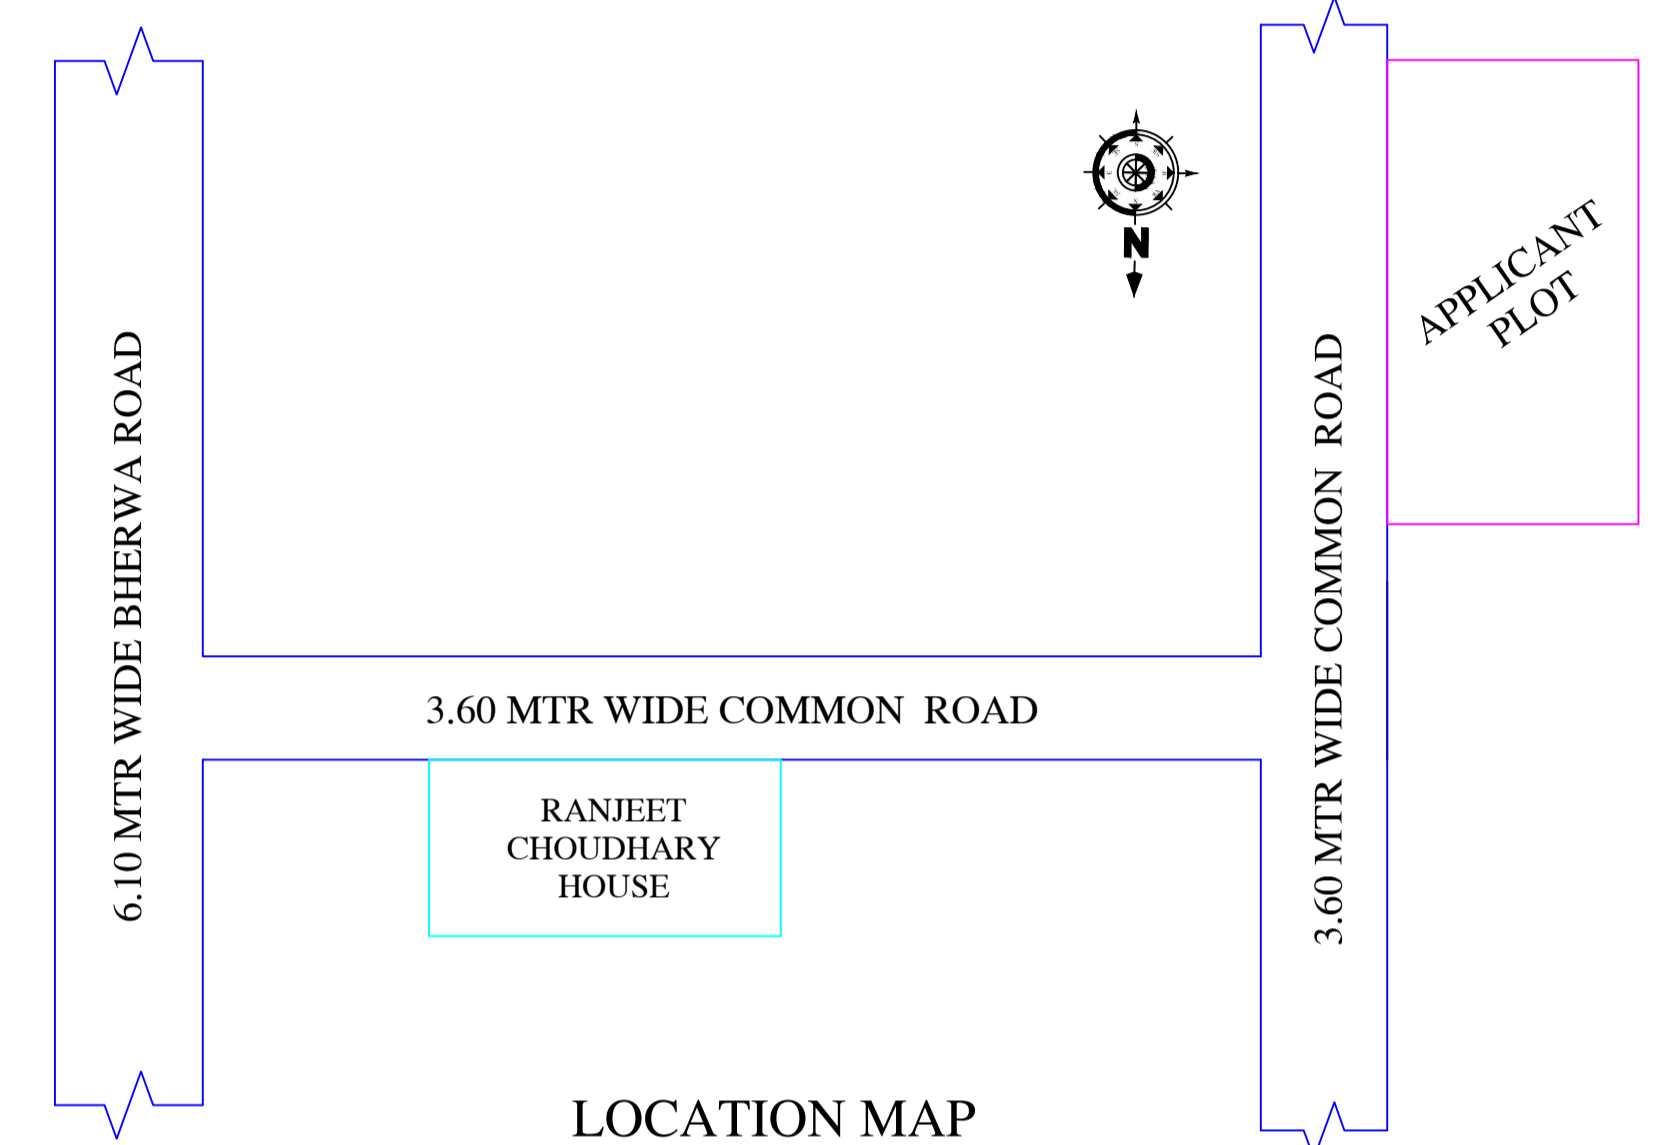 APPLICANT
PLOT
N
6.10 MTR WIDE BHERWA ROAD
3.60 MTR WIDE COMMON ROAD
3.60 MTR WIDE COMMON ROAD
RANJEET
CHOUDHARY
HOUSE
LOCATION MAP